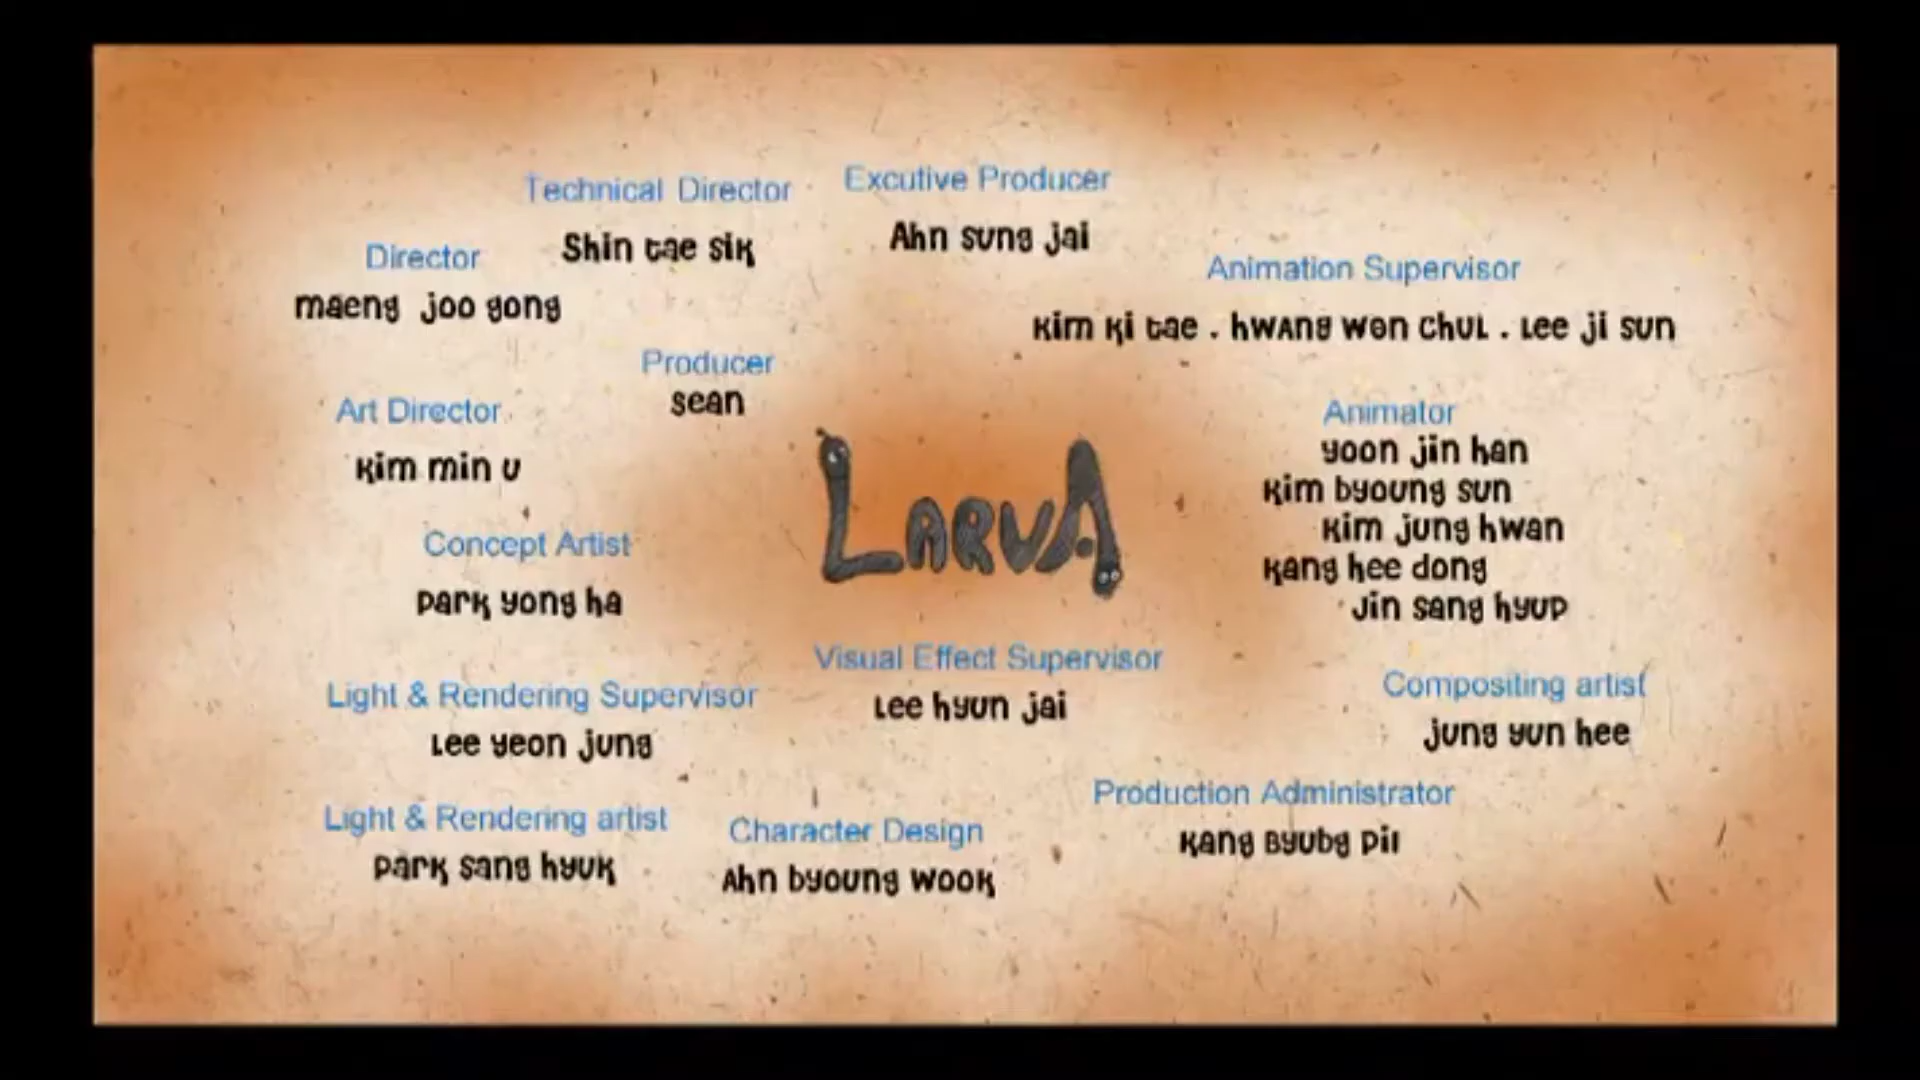 Technical Director
Shin tae sik
Excutive Producer
Ahn sung jai
Director
maeng joo gong
Animation Supervisor
kim ki tae . hwang won chul . Lee ji sun
Producer
sean
Art Director
kim min u
Animator
yoon jin han
kim byoung sun
kim jung hwan
kang hee dong
Jin sang hyup
LARVA
Concept Artist
park yong ha
Visual Effect Supervisor
Lee hyun jai
Light & Rendering Supervisor
Lee yeon jung
Compositing artist
jung yun hee
Light & Rendering artist
park sang hyuk
Character Design
Ahn byoung wook
Production Administrator
kang Byubg pil